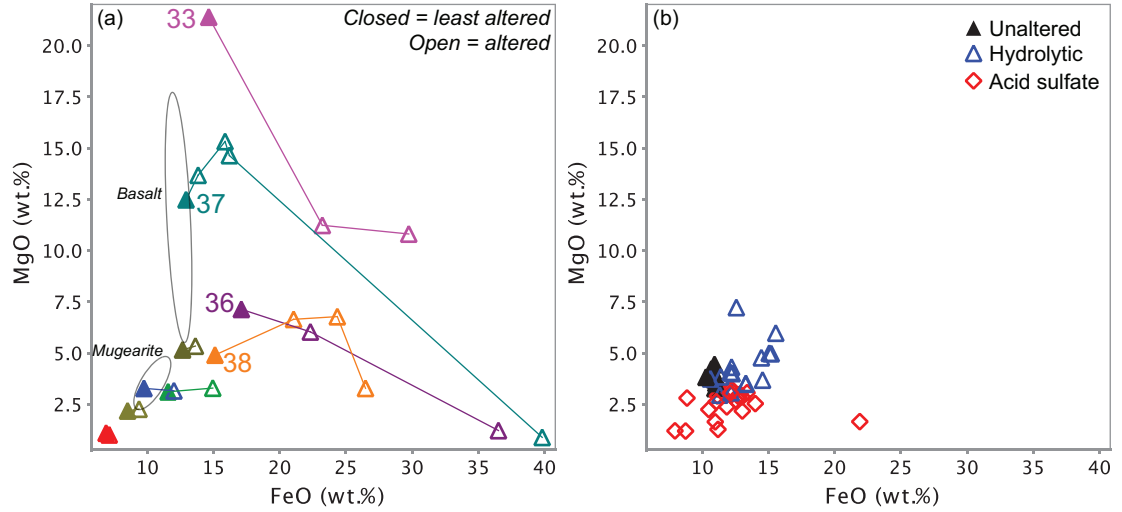 (a)
Closed = least altered
Open = altered
33
37
36
38
Basalt
Mugearite
20.0
17.5
15.0
12.5
10.0
7.5
5.0
2.5
MgO (wt.%)
10 15 20 25 30 35 40
FeO (wt.%)
(b)
Unaltered
Hydrolytic
Acid sulfate
20.0
17.5
15.0
12.5
10.0
7.5
5.0
2.5
MgO (wt.%)
10 15 20 25 30 35 40
FeO (wt.%)